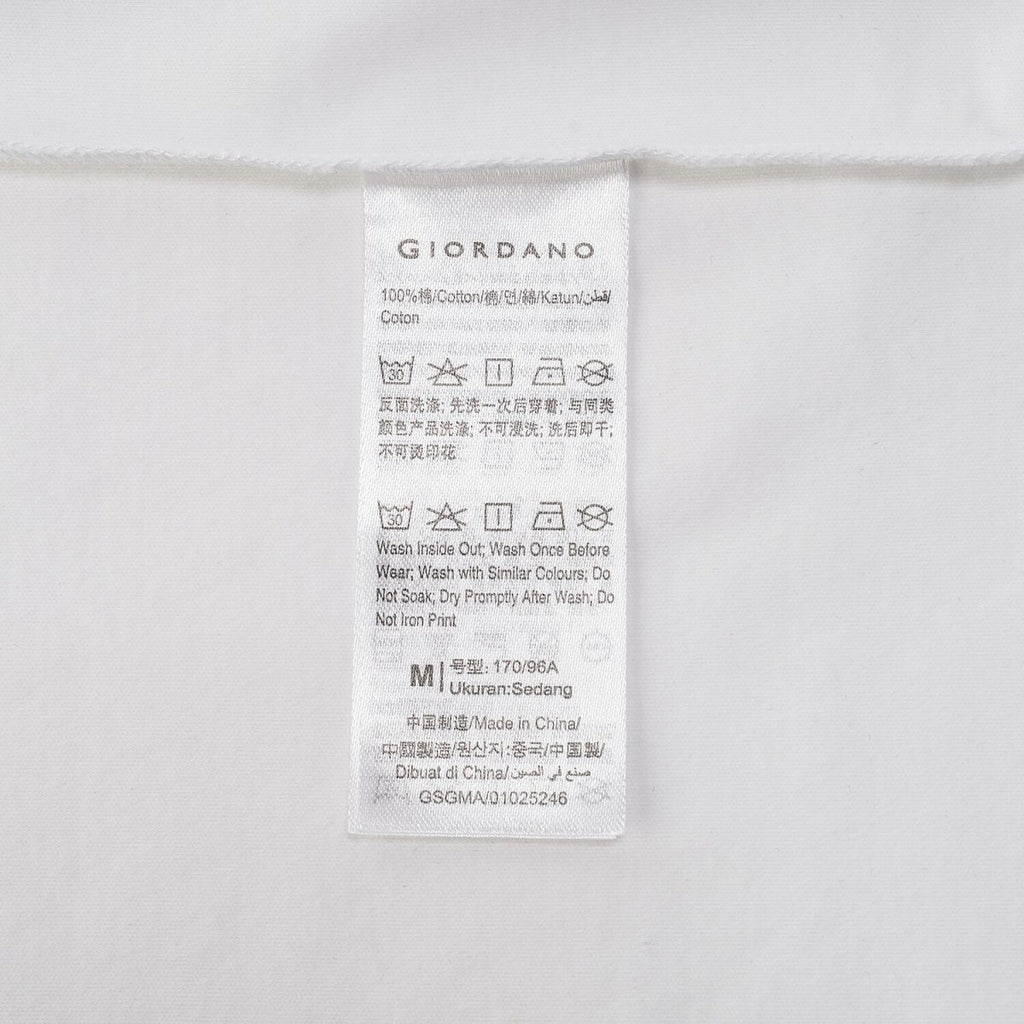 GIORDANO
100%棉/Cotton/棉/면/綿/Katun/قطن/
Coton
30
反面洗涤; 先洗一次后穿着; 与同类
颜色产品洗涤; 不可浸洗; 洗后即干;
不可烫印花
30
Wash Inside Out; Wash Once Before
Wear; Wash with Similar Colours; Do
Not Soak; Dry Promptly After Wash; Do
Not Iron Print
M 号型: 170/96A
Ukuran:Sedang
中国制造/Made in China/
中國製造/원산지:중국/中国製/
Dibuat di China/صنع في الصين
GSGMA/01025246